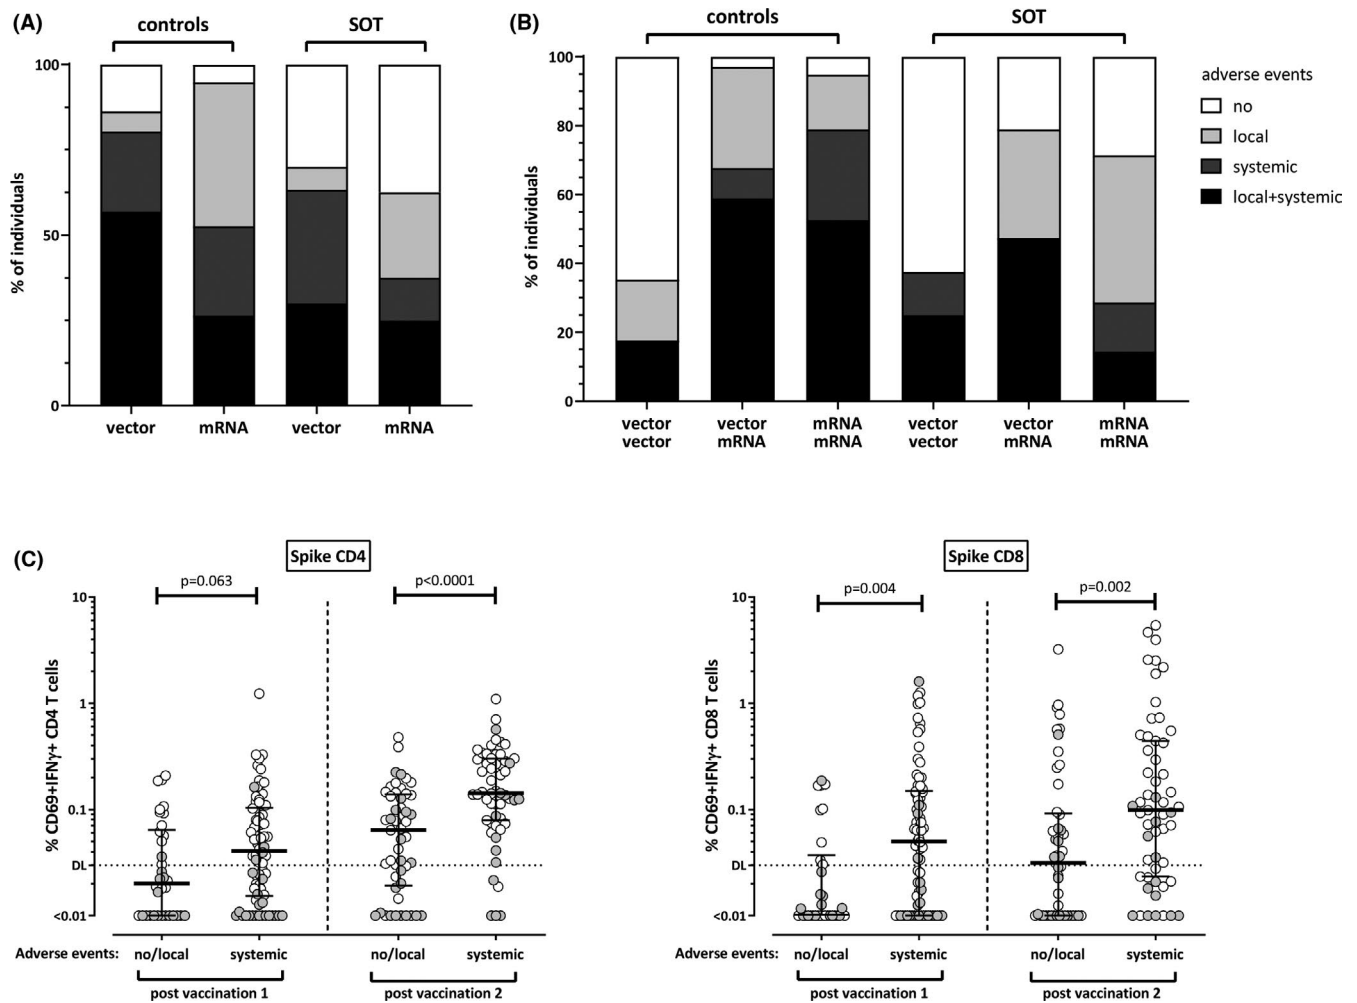 (A)
controls SOT
% of individuals
100
50
0
vector mRNA vector mRNA
(B)
controls SOT
% of individuals
100
80
60
40
20
0
vector vector mRNA vector vector mRNA
vector mRNA mRNA vector mRNA mRNA
adverse events
no
local
systemic
local+systemic
(C)
Spike CD4
p=0.063 p<0.0001
% CD69+IFNγ+ CD4 T cells
10
1
0.1
DL
<0.01
Adverse events: no/local systemic no/local systemic
post vaccination 1 post vaccination 2
Spike CD8
p=0.004 p=0.002
% CD69+IFNγ+ CD8 T cells
10
1
0.1
DL
<0.01
Adverse events: no/local systemic no/local systemic
post vaccination 1 post vaccination 2